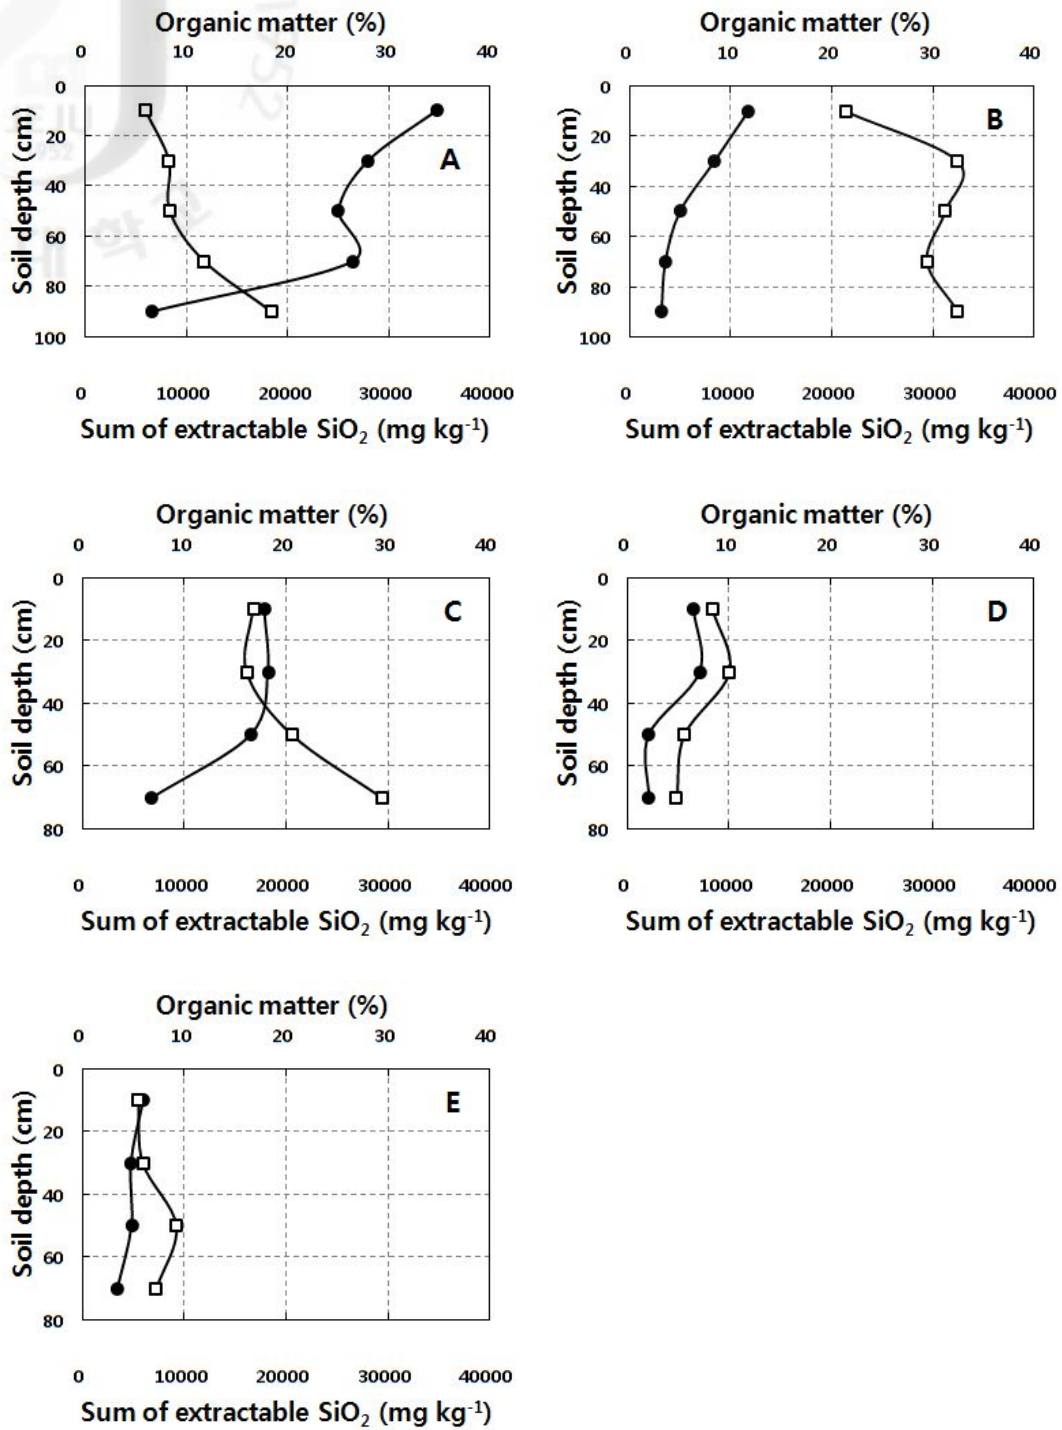 Organic matter (%)
0 10 20 30 40
0
20
40
60
80
100
Soil depth (cm)
A
0 10000 20000 30000 40000
Sum of extractable SiO₂ (mg kg⁻¹)
Organic matter (%)
0 10 20 30 40
0
20
40
60
80
100
Soil depth (cm)
B
0 10000 20000 30000 40000
Sum of extractable SiO₂ (mg kg⁻¹)
Organic matter (%)
0 10 20 30 40
0
20
40
60
80
Soil depth (cm)
C
0 10000 20000 30000 40000
Sum of extractable SiO₂ (mg kg⁻¹)
Organic matter (%)
0 10 20 30 40
0
20
40
60
80
Soil depth (cm)
D
0 10000 20000 30000 40000
Sum of extractable SiO₂ (mg kg⁻¹)
Organic matter (%)
0 10 20 30 40
0
20
40
60
80
Soil depth (cm)
E
0 10000 20000 30000 40000
Sum of extractable SiO₂ (mg kg⁻¹)
JEJU
1952